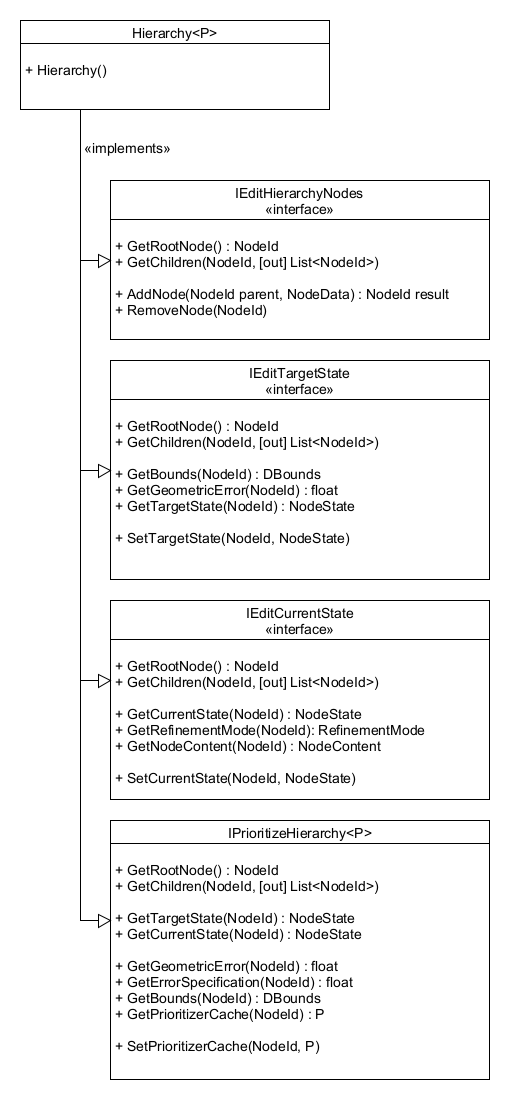 Hierarchy<P>
+ Hierarchy()
«implements»
IEditHierarchyNodes
«interface»
+ GetRootNode() : NodeId
+ GetChildren(NodeId, [out] List<NodeId>)
+ AddNode(NodeId parent, NodeData) : NodeId result
+ RemoveNode(NodeId)
IEditTargetState
«interface»
+ GetRootNode() : NodeId
+ GetChildren(NodeId, [out] List<NodeId>)
+ GetBounds(NodeId) : DBounds
+ GetGeometricError(NodeId) : float
+ GetTargetState(NodeId) : NodeState
+ SetTargetState(NodeId, NodeState)
IEditCurrentState
«interface»
+ GetRootNode() : NodeId
+ GetChildren(NodeId, [out] List<NodeId>)
+ GetCurrentState(NodeId) : NodeState
+ GetRefinementMode(NodeId): RefinementMode
+ GetNodeContent(NodeId) : NodeContent
+ SetCurrentState(NodeId, NodeState)
IPrioritizeHierarchy<P>
+ GetRootNode() : NodeId
+ GetChildren(NodeId, [out] List<NodeId>)
+ GetTargetState(NodeId) : NodeState
+ GetCurrentState(NodeId) : NodeState
+ GetGeometricError(NodeId) : float
+ GetErrorSpecification(NodeId) : float
+ GetBounds(NodeId) : DBounds
+ GetPrioritizerCache(NodeId) : P
+ SetPrioritizerCache(NodeId, P)